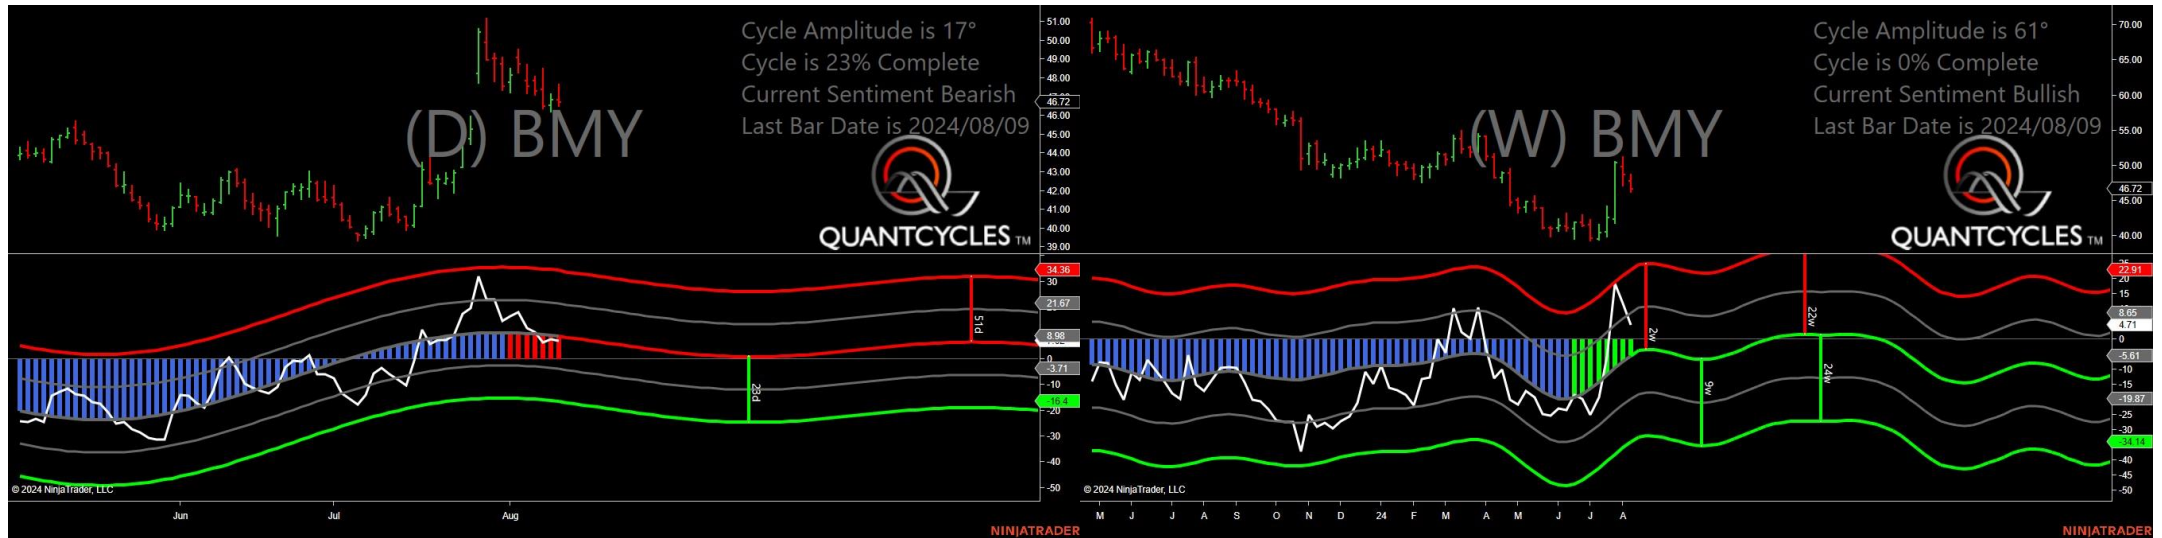 Cycle Amplitude is 17°
Cycle is 23% Complete
Current Sentiment Bearish
Last Bar Date is 2024/08/09
(D) BMY
QUANTCYCLES TM
51.00
50.00
49.00
48.00
46.72
46.00
45.00
44.00
43.00
42.00
41.00
40.00
39.00
34.36
30
21.67
8.98
0
-3.71
-10
-16.4
-20
-30
-40
-50
51d
23d
© 2024 NinjaTrader, LLC
Jun
Jul
Aug
NINJATRADER
Cycle Amplitude is 61°
Cycle is 0% Complete
Current Sentiment Bullish
Last Bar Date is 2024/08/09
(W) BMY
QUANTCYCLES TM
70.00
65.00
60.00
55.00
50.00
46.72
45.00
40.00
25
22.91
20
15
8.65
4.71
0
-5.61
-10
-15
-19.87
-25
-30
-34.14
-40
-45
-50
2w
9w
22w
24w
© 2024 NinjaTrader, LLC
M J J A S O N D 24 F M A M J J A
NINJATRADER